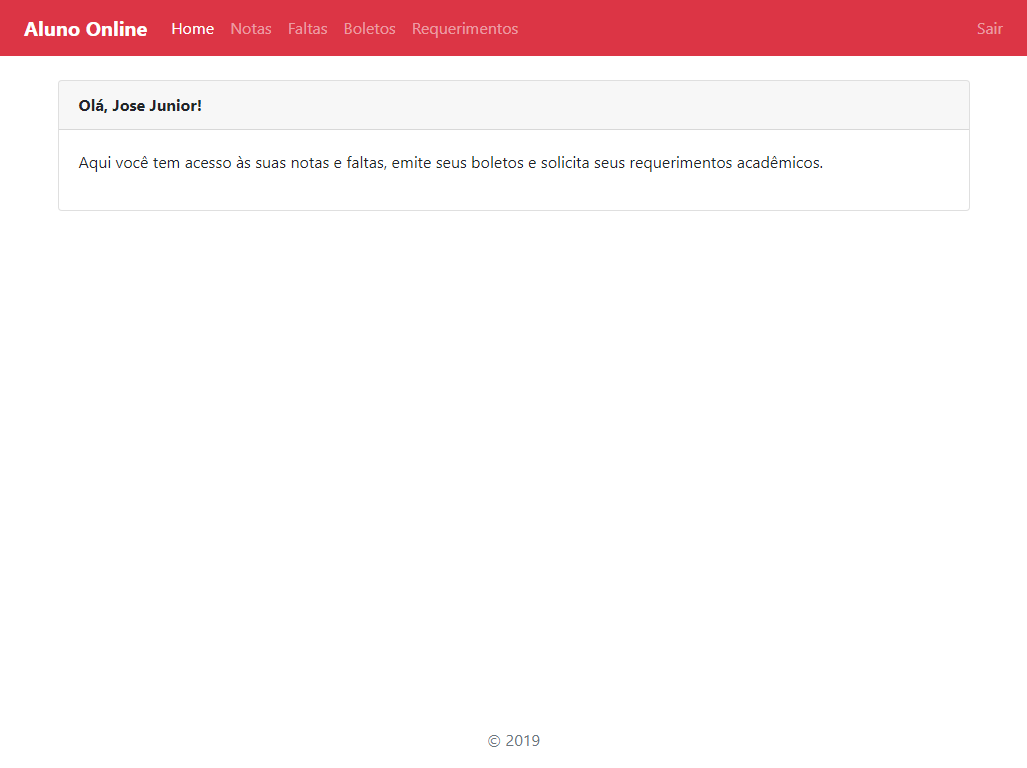 Aluno Online Home Notas Faltas Boletos Requerimentos Sair
Olá, Jose Junior!
Aqui você tem acesso às suas notas e faltas, emite seus boletos e solicita seus requerimentos acadêmicos.
© 2019